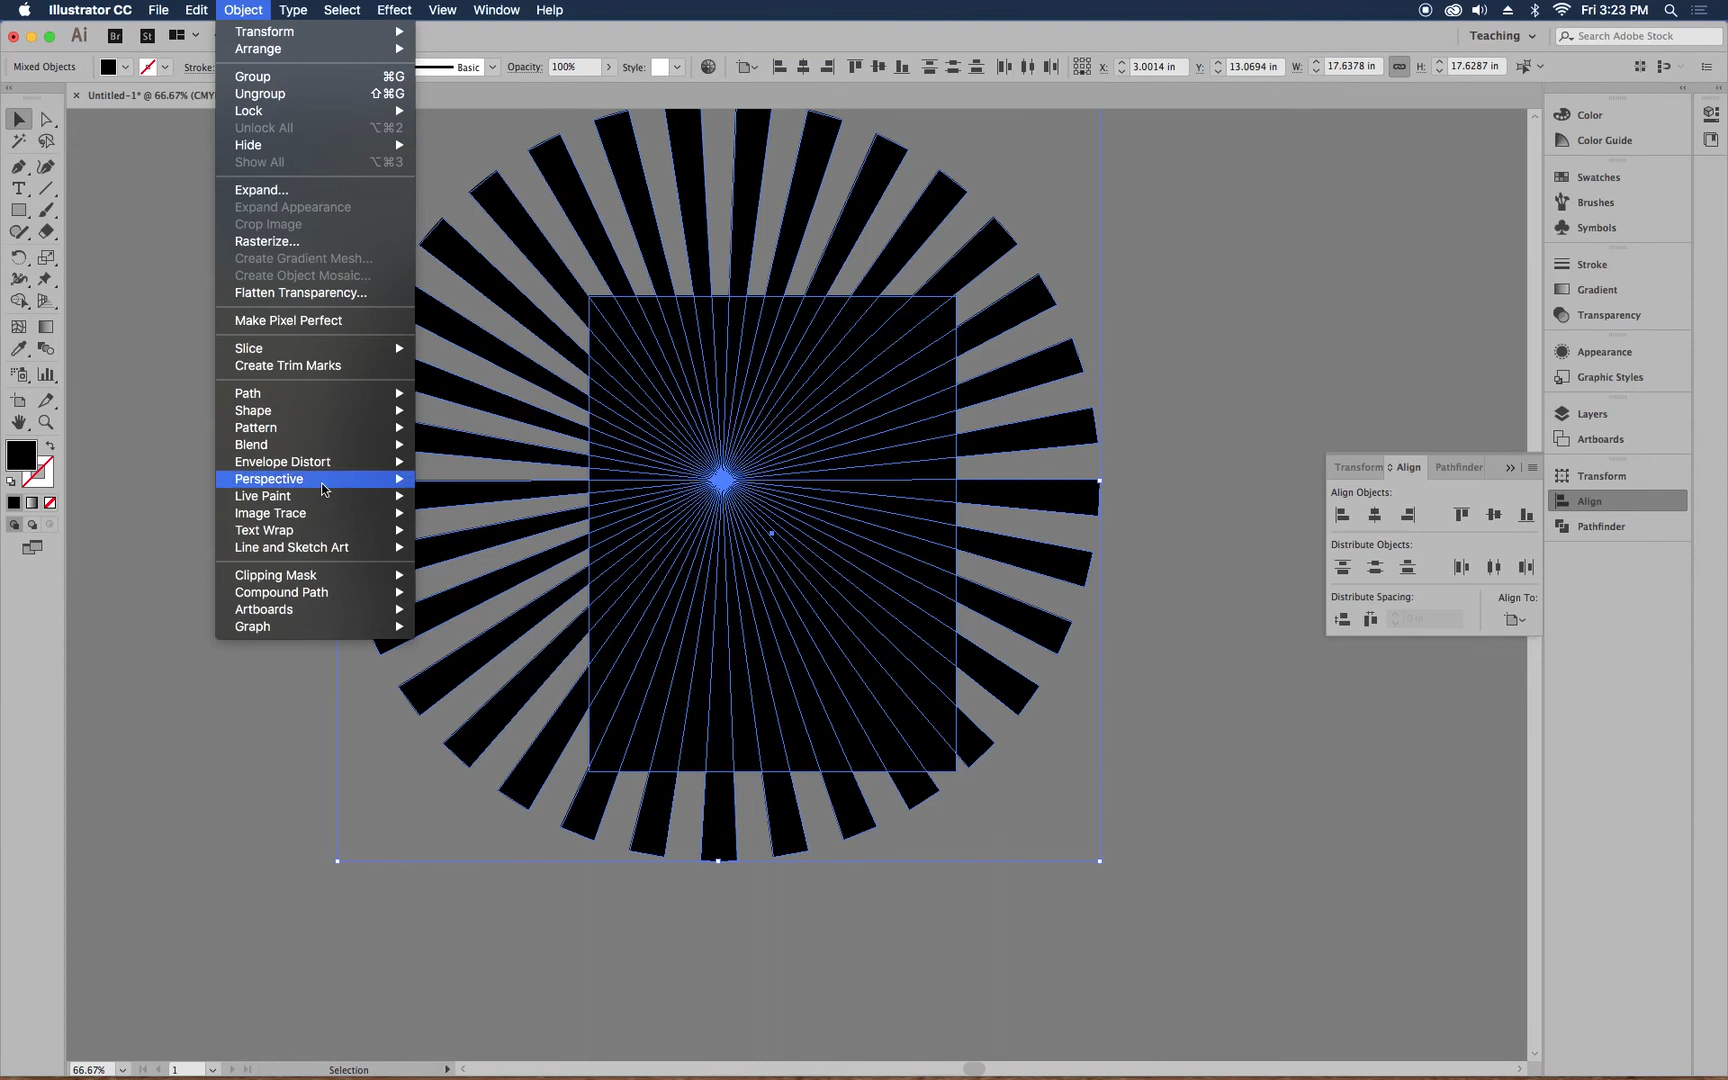 Illustrator CC File Edit Object Type Select Effect View Window Help Fri 3:23 PM
Ai Br St Teaching Search Adobe Stock
Mixed Objects Stroke: Basic Opacity: 100% Style: X: 3.0014 in Y: 13.0694 in W: 17.6378 in H: 17.6287 in
Untitled-1* @ 66.67% (CMY
Transform
Arrange
Group ⌘G
Ungroup ⇧⌘G
Lock
Unlock All ⌥⌘2
Hide
Show All ⌥⌘3
Expand...
Expand Appearance
Crop Image
Rasterize...
Create Gradient Mesh...
Create Object Mosaic...
Flatten Transparency...
Make Pixel Perfect
Slice
Create Trim Marks
Path
Shape
Pattern
Blend
Envelope Distort
Perspective
Live Paint
Image Trace
Text Wrap
Line and Sketch Art
Clipping Mask
Compound Path
Artboards
Graph
Transform Align Pathfinder
Align Objects:
Distribute Objects:
Distribute Spacing: Align To:
0 in
Color
Color Guide
Swatches
Brushes
Symbols
Stroke
Gradient
Transparency
Appearance
Graphic Styles
Layers
Artboards
Transform
Align
Pathfinder
66.67% 1 Selection